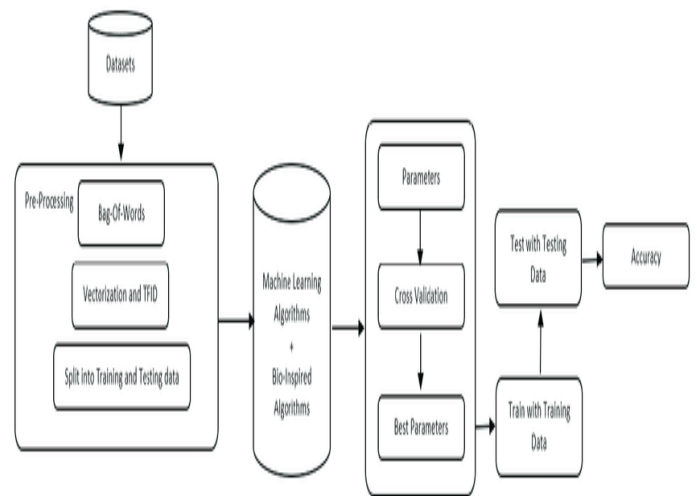 Datasets
Pre-Processing
Bag-Of-Words
Vectorization and TFID
Split into Training and Testing data
Machine Learning
Algorithms
+
Bio-Inspired
Algorithms
Parameters
Cross Validation
Best Parameters
Train with Training
Data
Test with Testing
Data
Accuracy